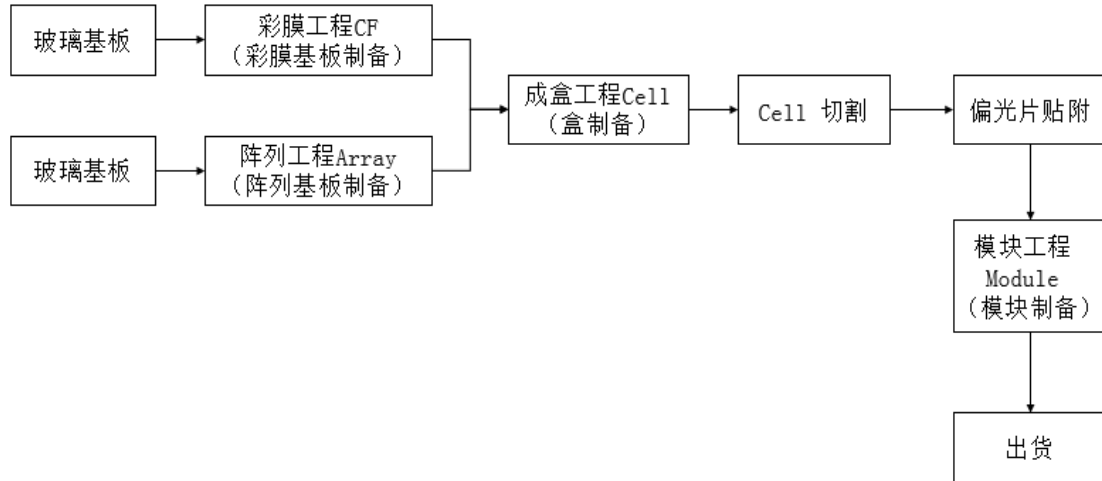 玻璃基板
彩膜工程CF
（彩膜基板制备）
玻璃基板
阵列工程Array
（阵列基板制备）
成盒工程Cell
（盒制备）
Cell 切割
偏光片贴附
模块工程
Module
（模块制备）
出货